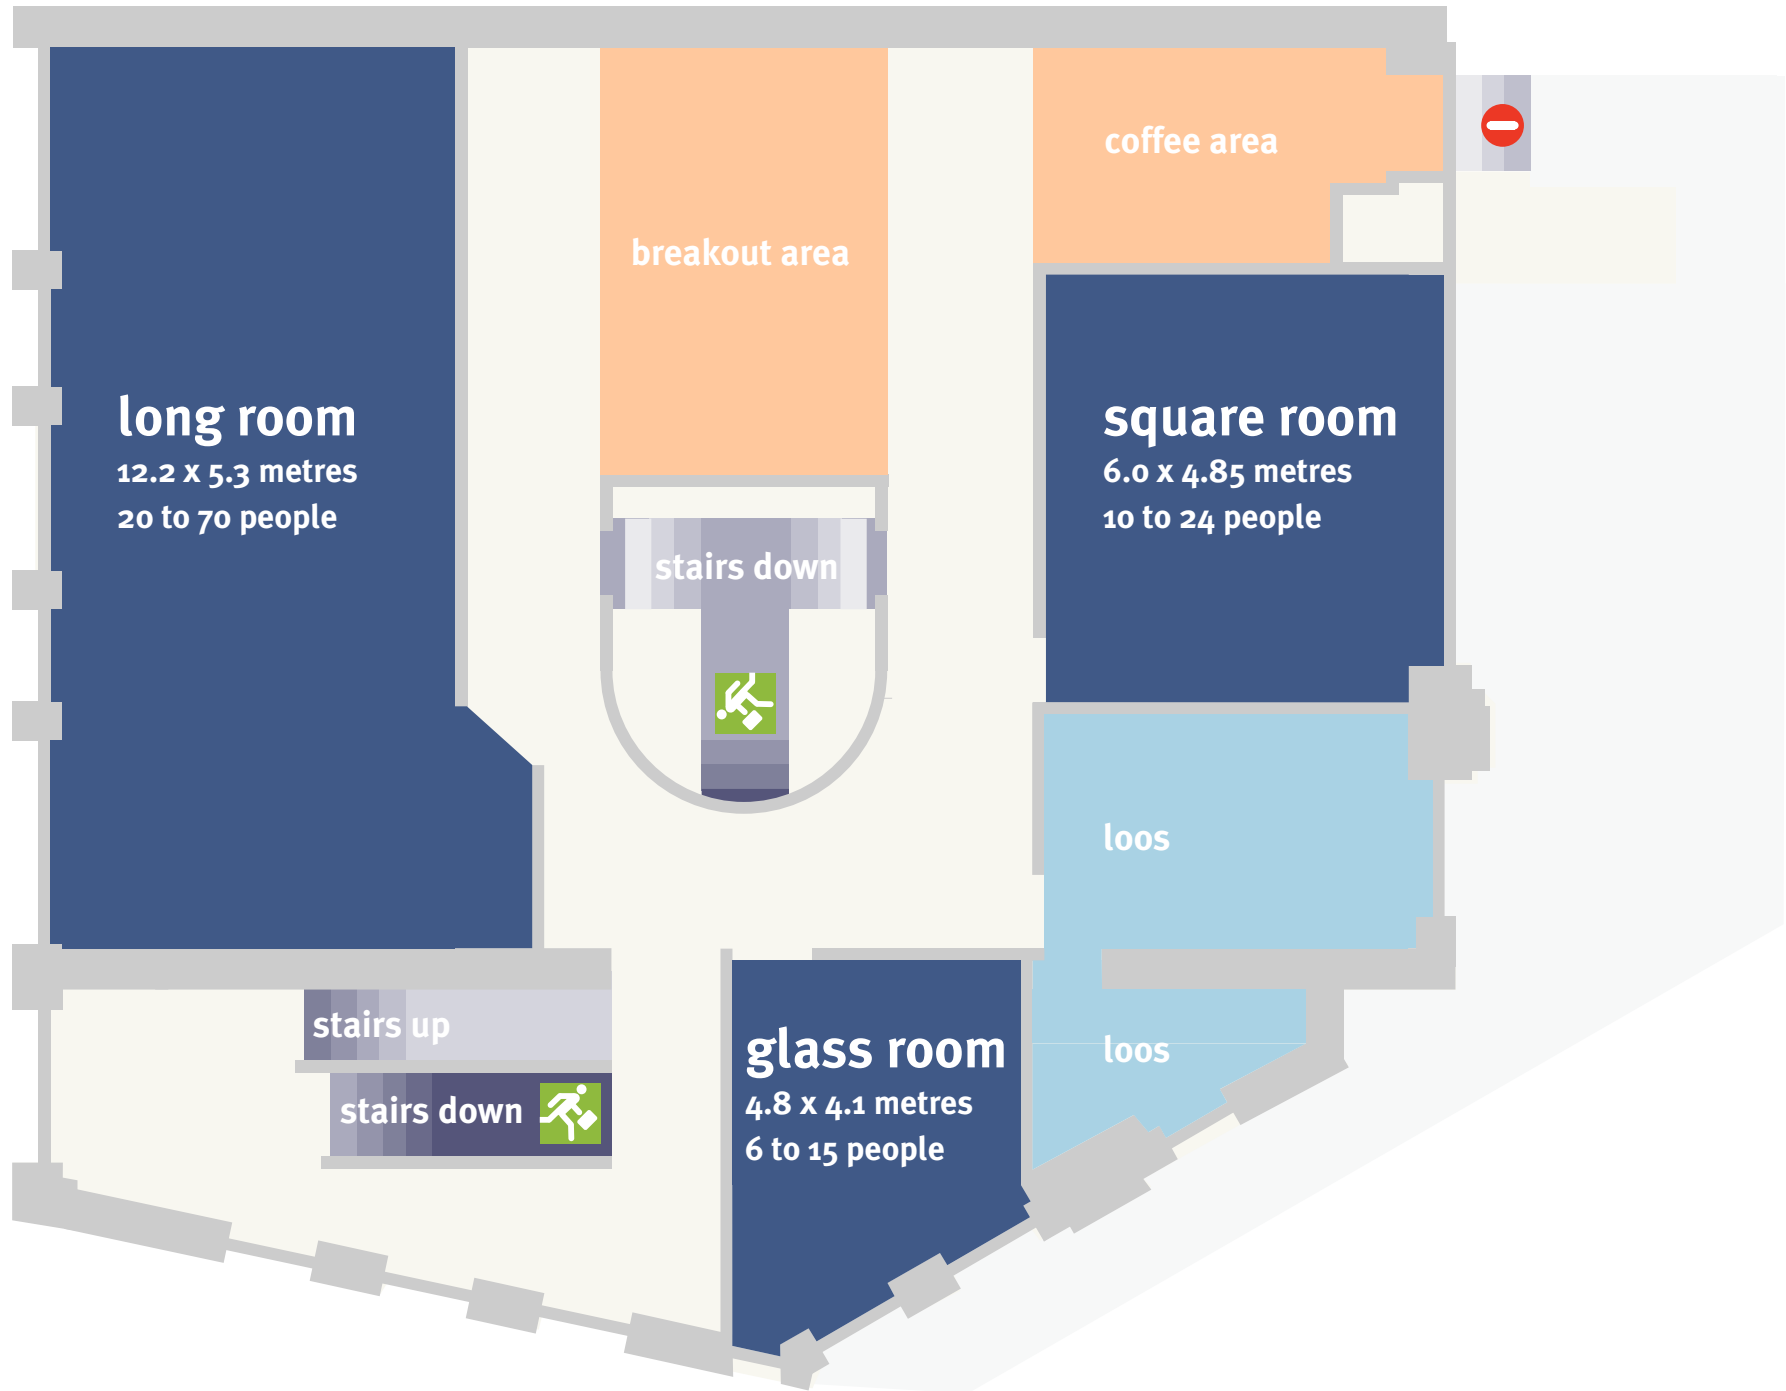 coffee area
breakout area
long room
12.2 x 5.3 metres
20 to 70 people
square room
6.0 x 4.85 metres
10 to 24 people
stairs down
loos
stairs up
stairs down
glass room
4.8 x 4.1 metres
6 to 15 people
loos